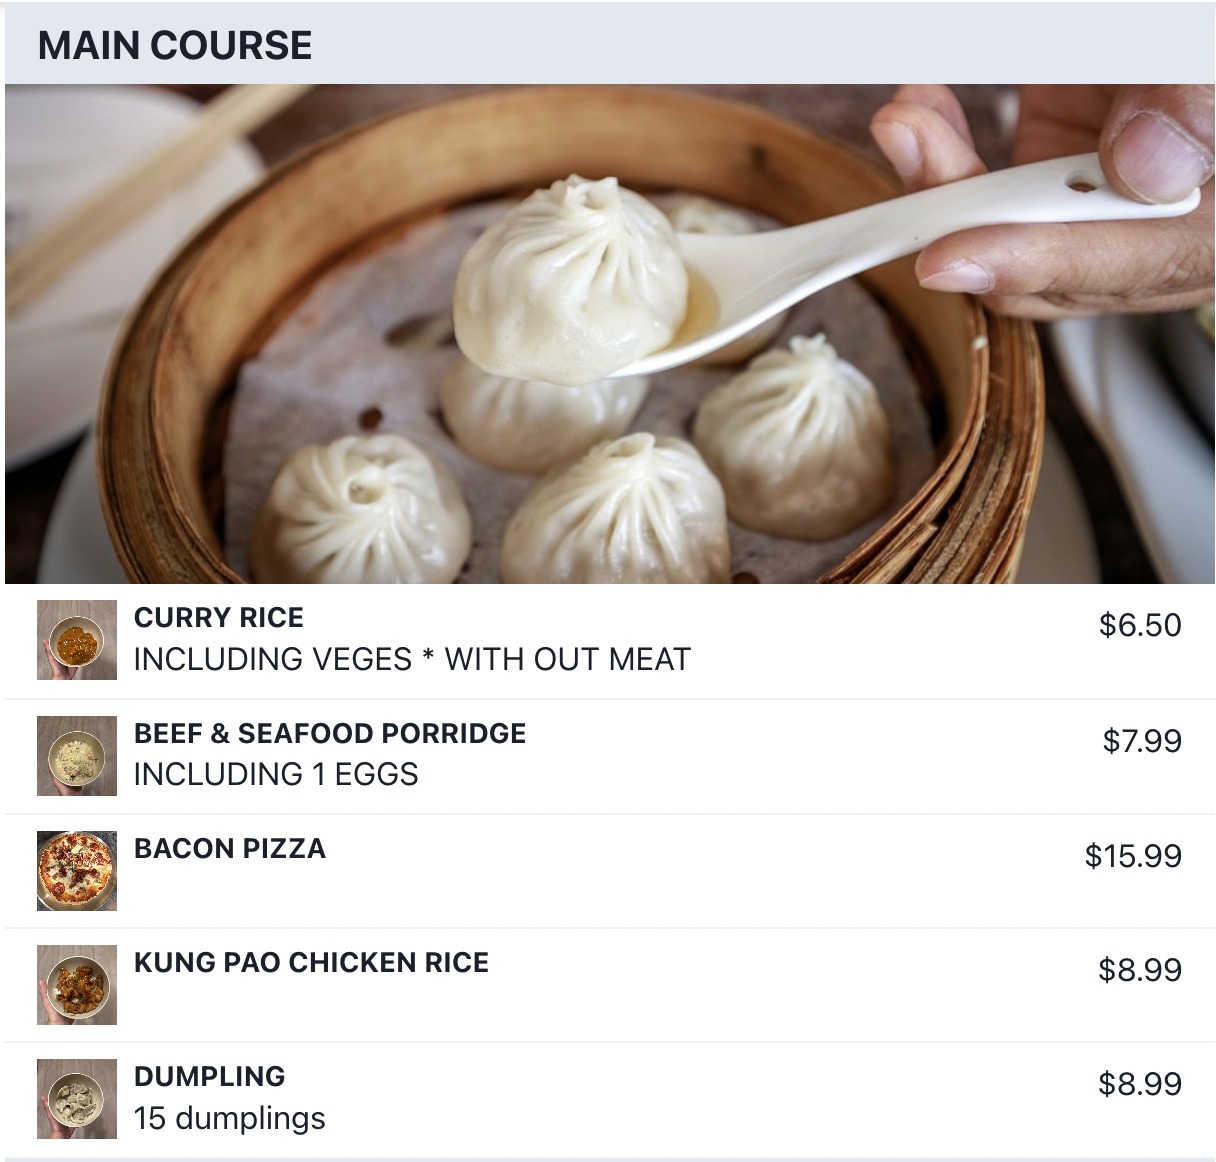 MAIN COURSE
CURRY RICE
$6.50
INCLUDING VEGES * WITH OUT MEAT
BEEF & SEAFOOD PORRIDGE
$7.99
INCLUDING 1 EGGS
BACON PIZZA
$15.99
KUNG PAO CHICKEN RICE
$8.99
DUMPLING
$8.99
15 dumplings